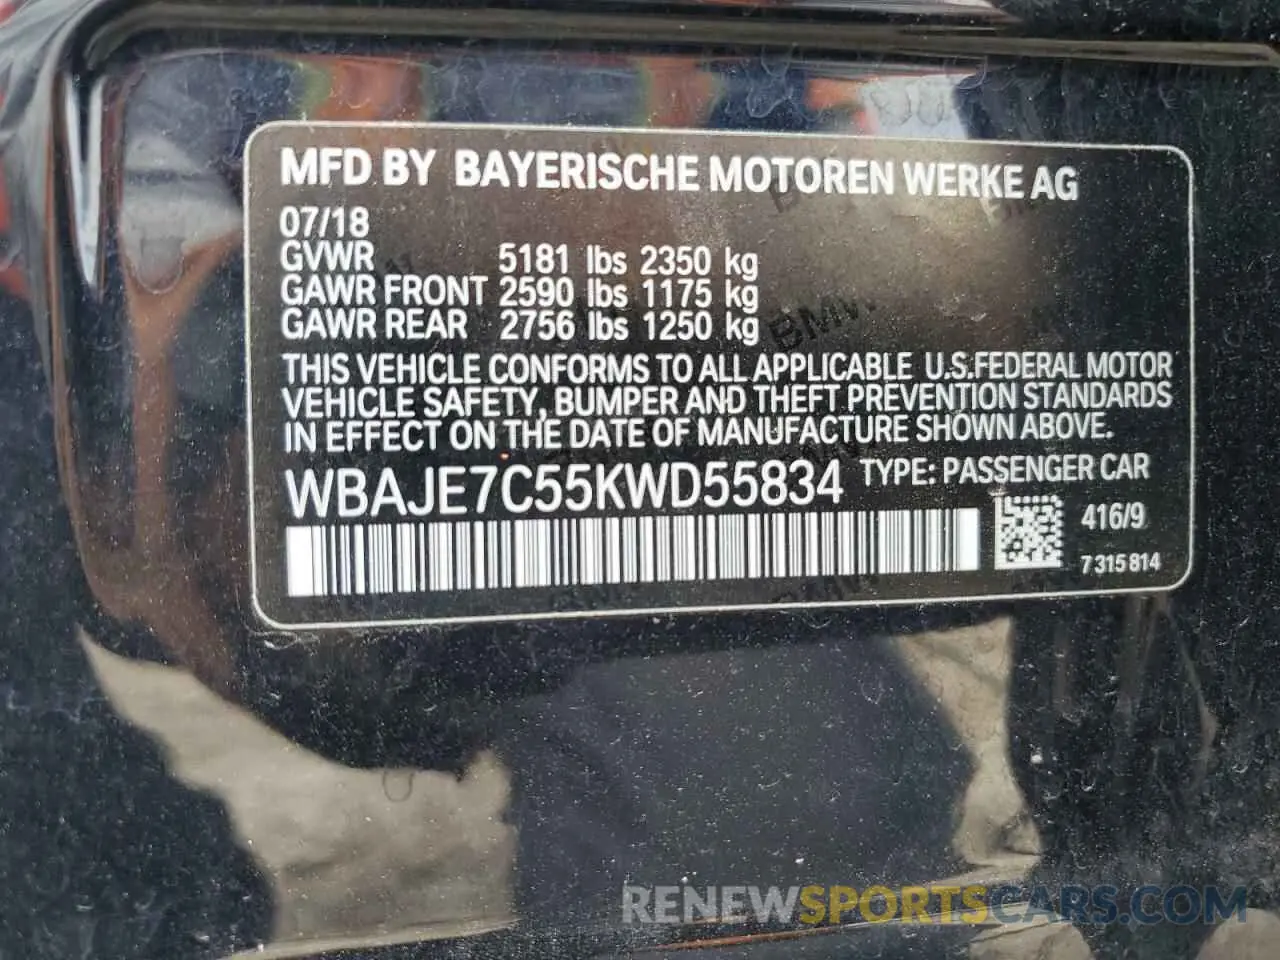 MFD BY BAYERISCHE MOTOREN WERKE AG
07/18
GVWR 5181 lbs 2350 kg
GAWR FRONT 2590 lbs 1175 kg
GAWR REAR 2756 lbs 1250 kg
THIS VEHICLE CONFORMS TO ALL APPLICABLE U.S.FEDERAL MOTOR
VEHICLE SAFETY, BUMPER AND THEFT PREVENTION STANDARDS
IN EFFECT ON THE DATE OF MANUFACTURE SHOWN ABOVE.
WBAJE7C55KWD55834 TYPE: PASSENGER CAR
416/9
7 315 814
RENEWSPORTSCARS.COM